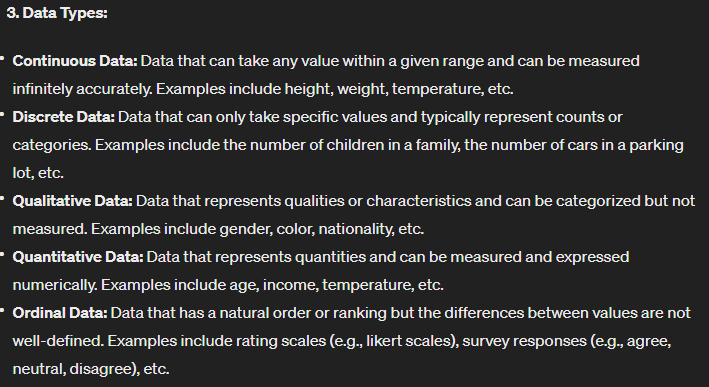 3. Data Types:
• Continuous Data: Data that can take any value within a given range and can be measured
infinitely accurately. Examples include height, weight, temperature, etc.
• Discrete Data: Data that can only take specific values and typically represent counts or
categories. Examples include the number of children in a family, the number of cars in a parking
lot, etc.
• Qualitative Data: Data that represents qualities or characteristics and can be categorized but not
measured. Examples include gender, color, nationality, etc.
• Quantitative Data: Data that represents quantities and can be measured and expressed
numerically. Examples include age, income, temperature, etc.
• Ordinal Data: Data that has a natural order or ranking but the differences between values are not
well-defined. Examples include rating scales (e.g., likert scales), survey responses (e.g., agree,
neutral, disagree), etc.